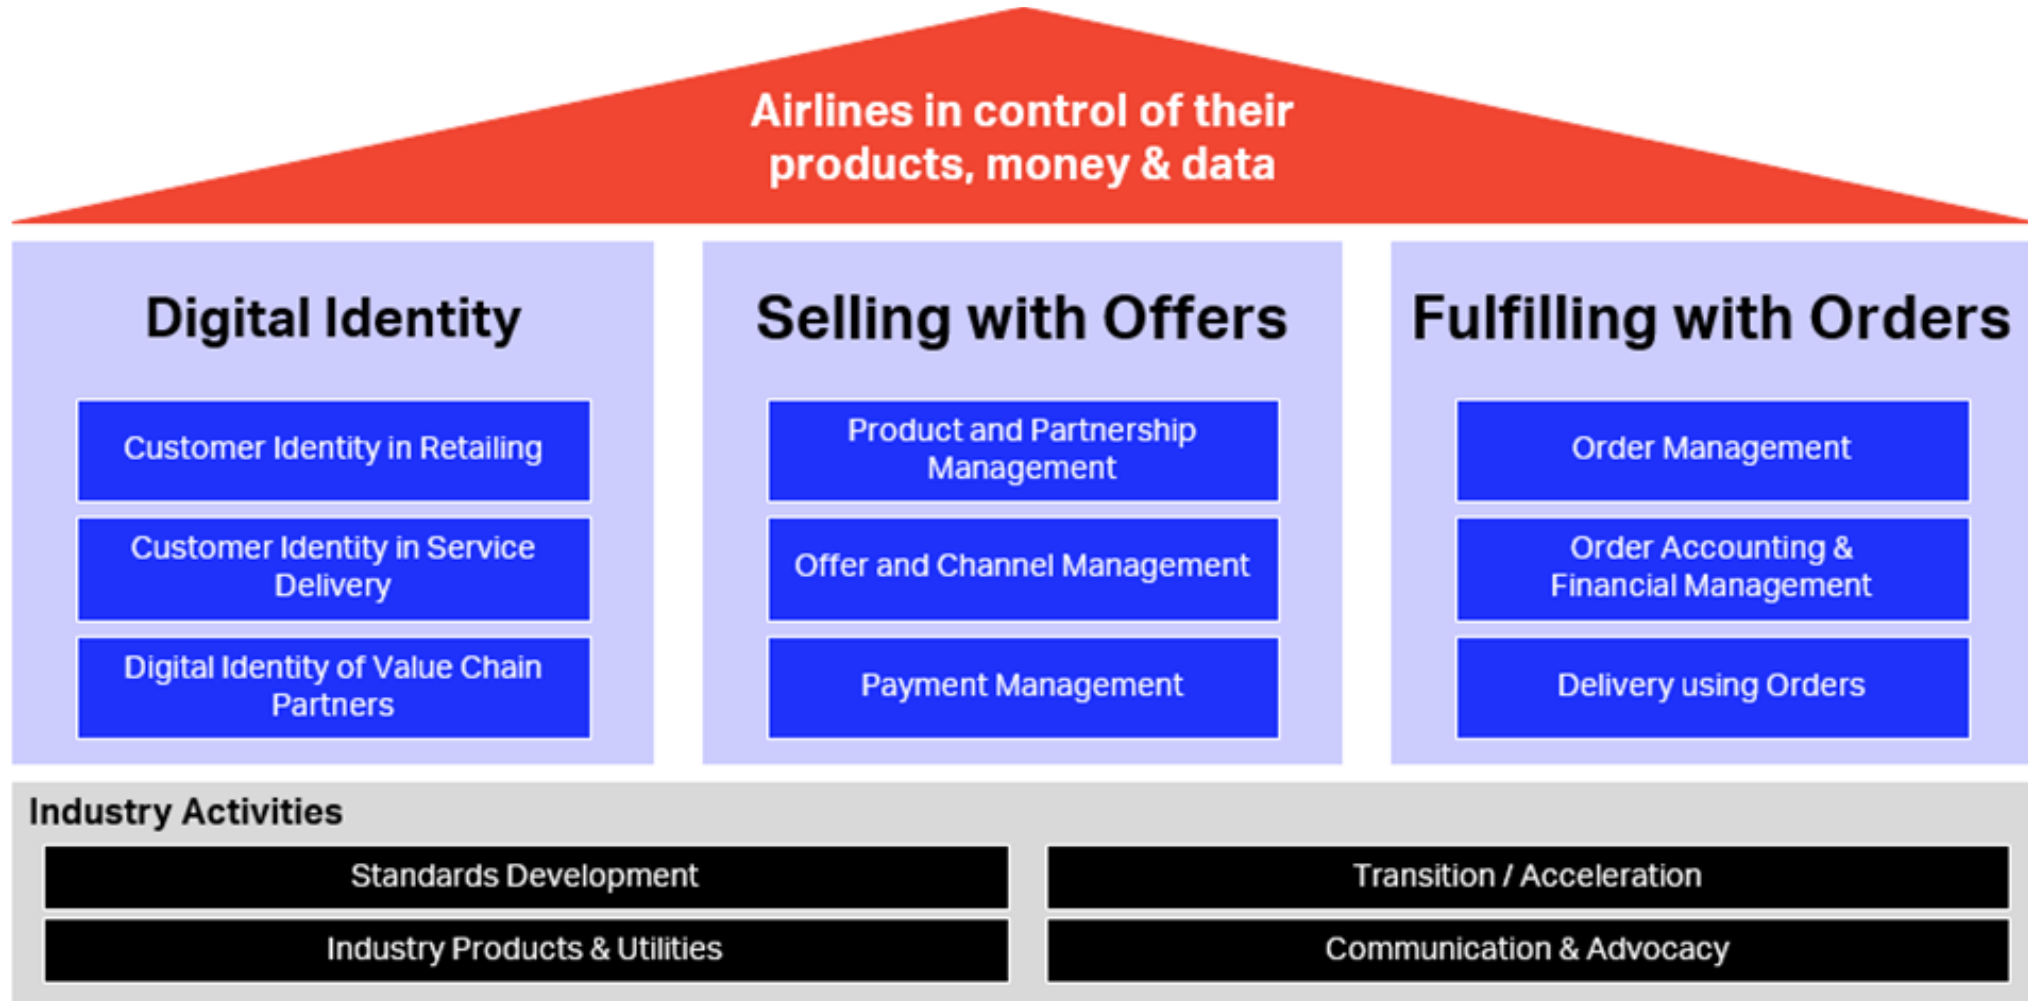 Airlines in control of their
products, money & data
Digital Identity
Customer Identity in Retailing
Customer Identity in Service
Delivery
Digital Identity of Value Chain
Partners
Selling with Offers
Product and Partnership
Management
Offer and Channel Management
Payment Management
Fulfilling with Orders
Order Management
Order Accounting &
Financial Management
Delivery using Orders
Industry Activities
Standards Development
Transition / Acceleration
Industry Products & Utilities
Communication & Advocacy